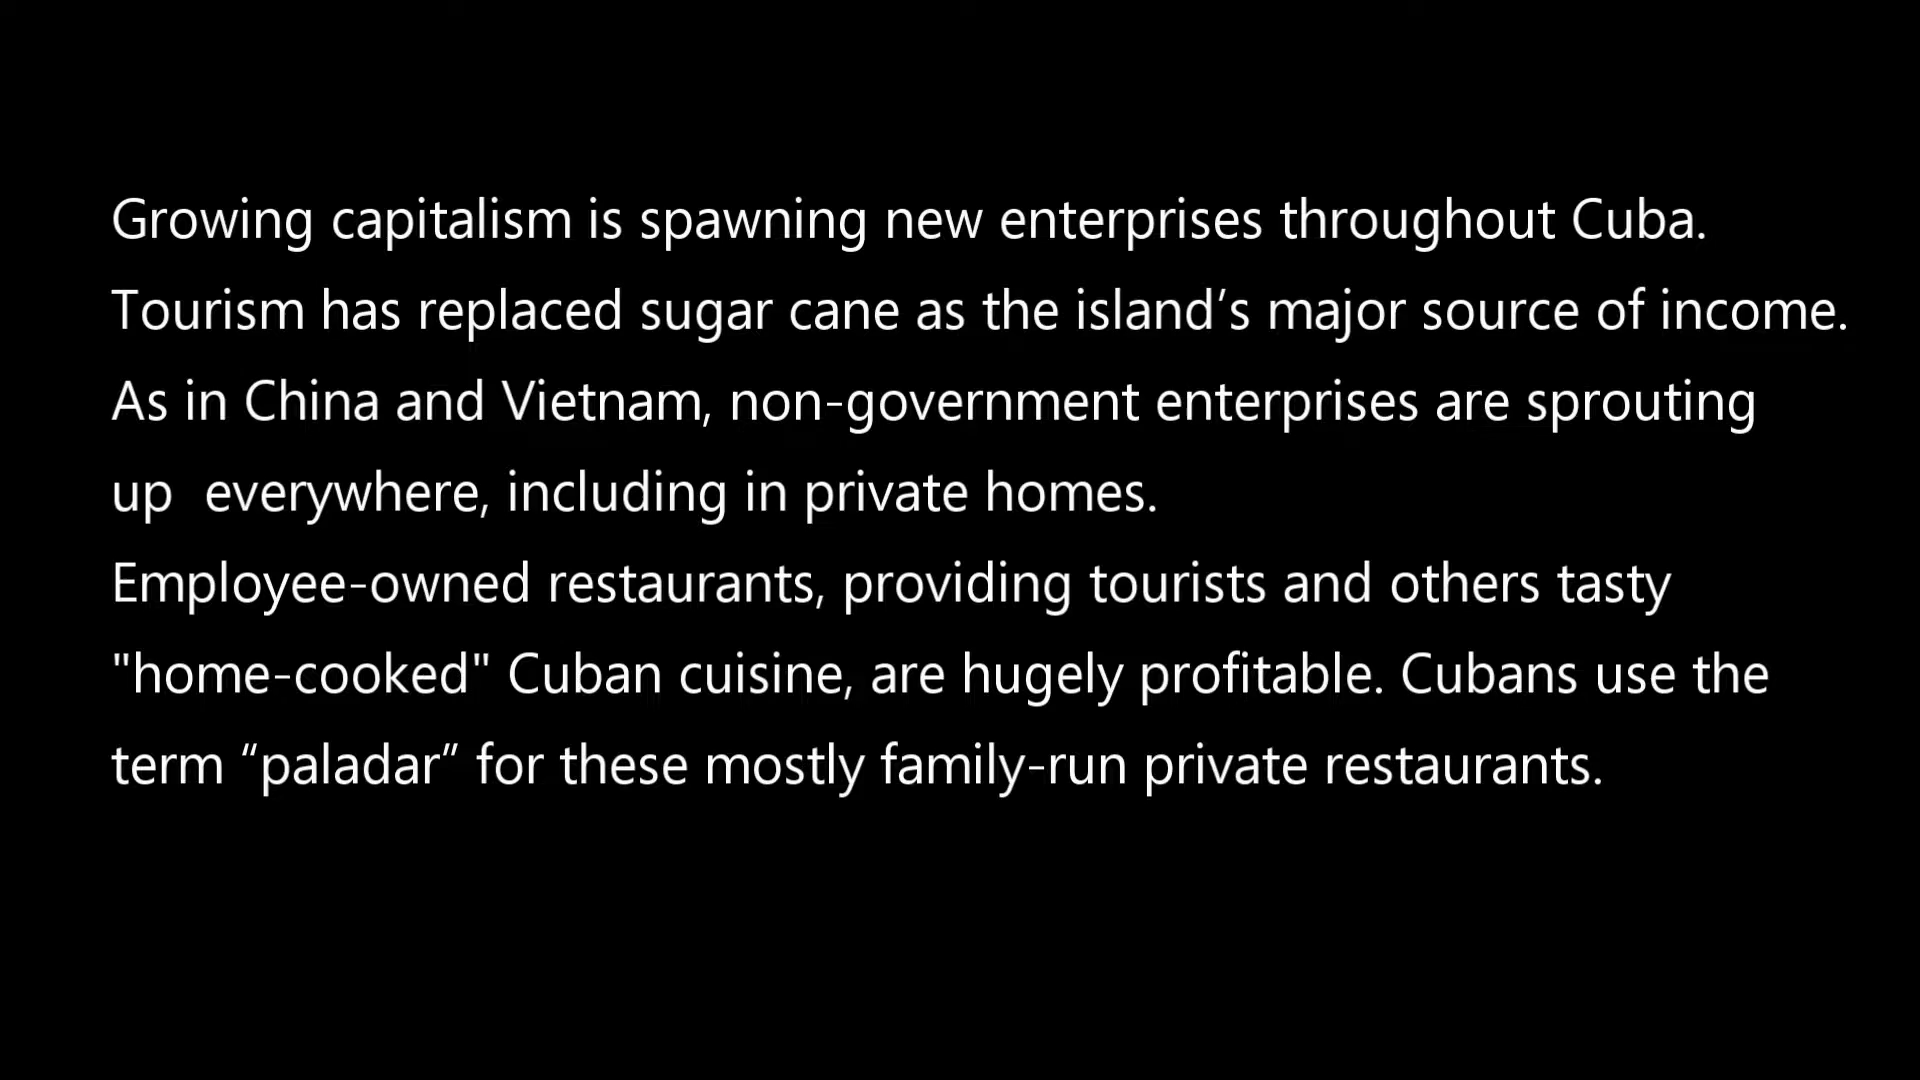 Growing capitalism is spawning new enterprises throughout Cuba.
Tourism has replaced sugar cane as the island’s major source of income.
As in China and Vietnam, non-government enterprises are sprouting
up  everywhere, including in private homes.
Employee-owned restaurants, providing tourists and others tasty
"home-cooked" Cuban cuisine, are hugely profitable. Cubans use the
term “paladar” for these mostly family-run private restaurants.